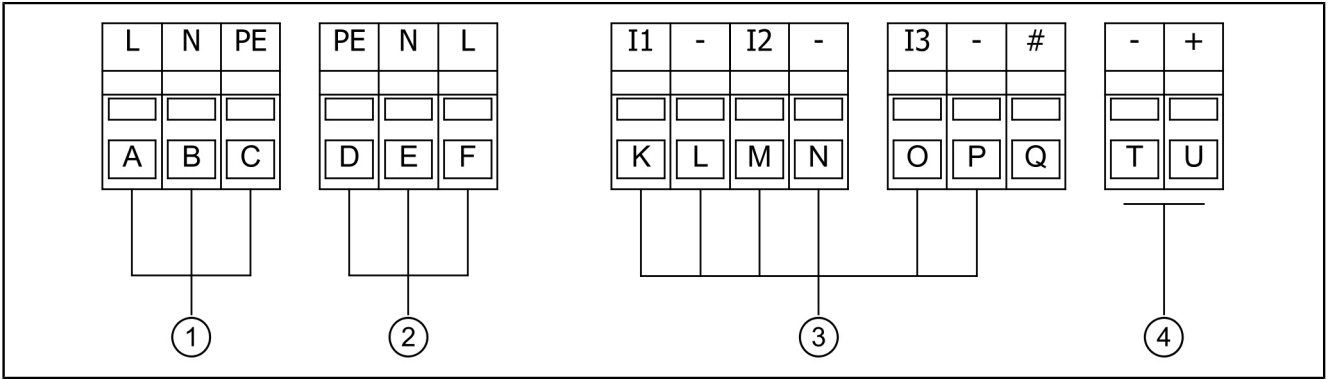 L N PE PE N L I1 - I2 - I3 - # - +
A B C D E F K L M N O P Q T U
1 2 3 4